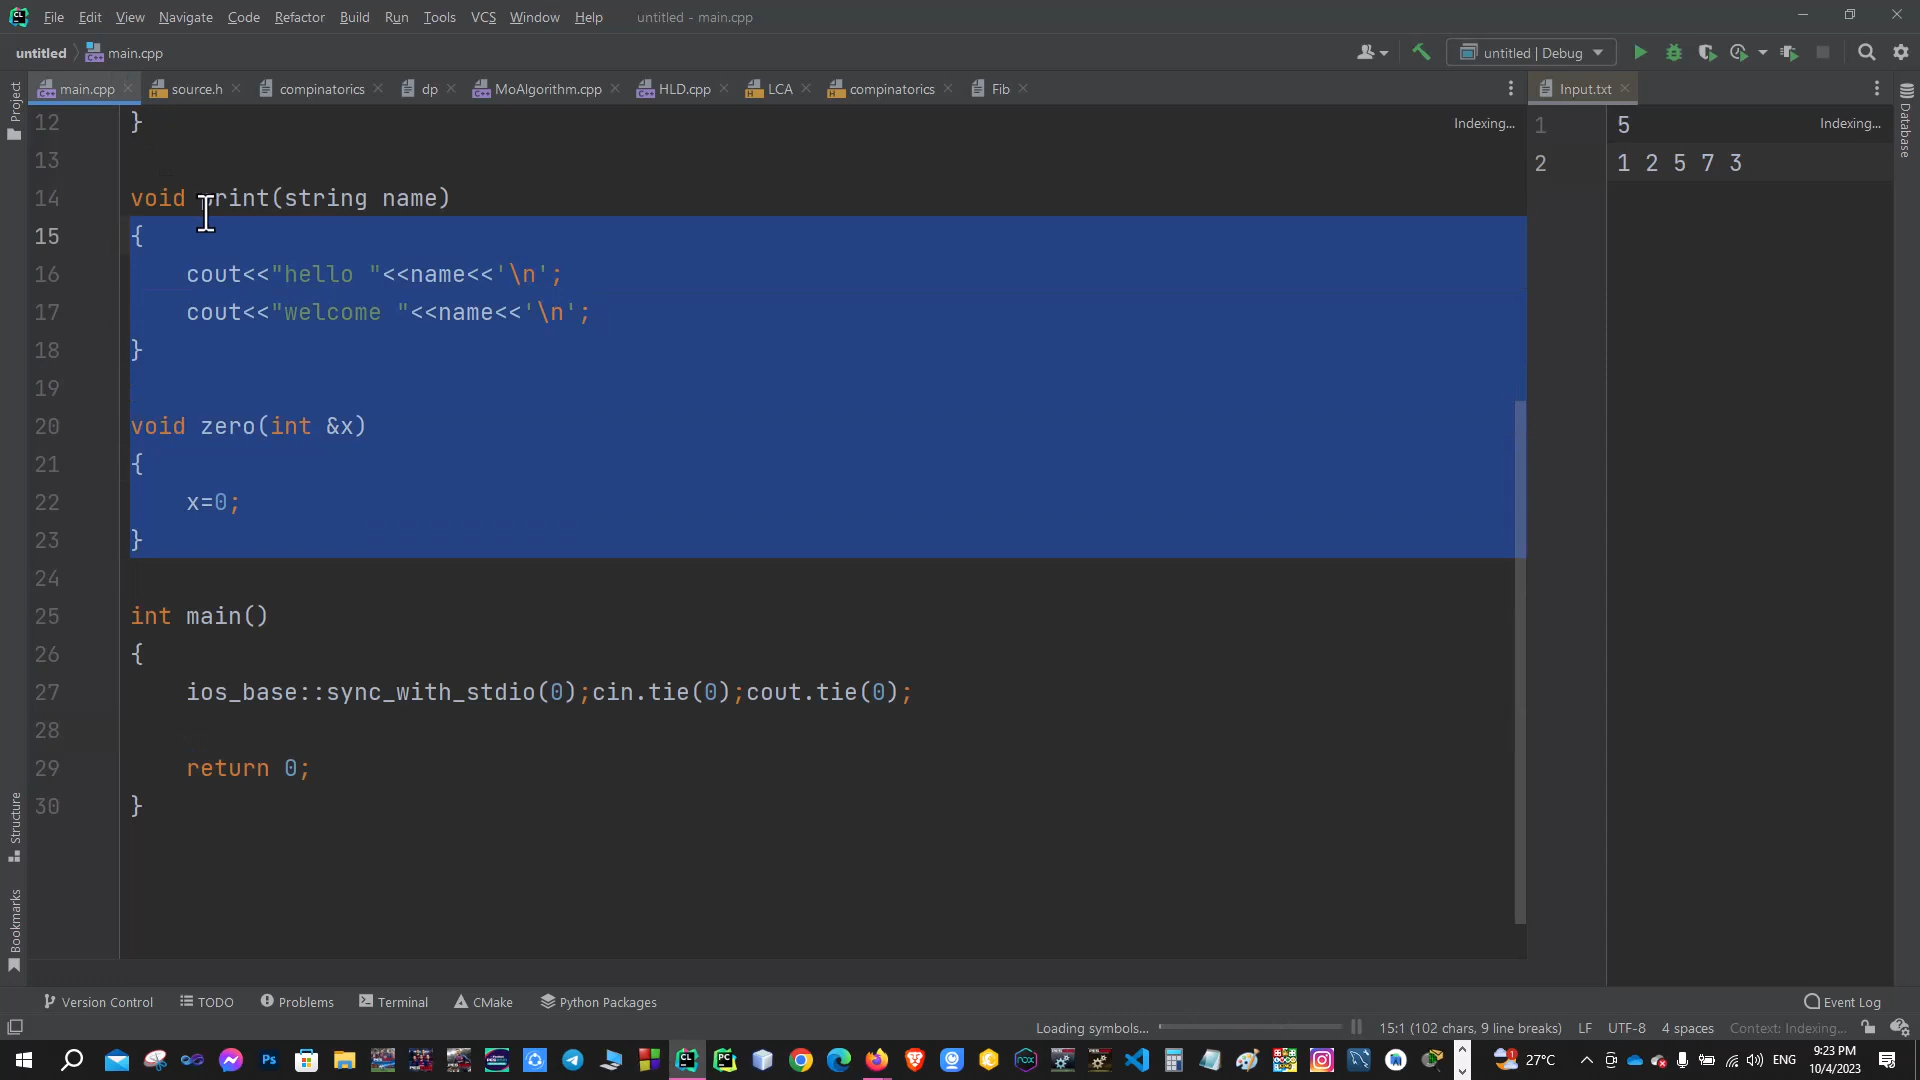 File Edit View Navigate Code Refactor Build Run Tools VCS Window Help untitled - main.cpp
untitled main.cpp untitled | Debug
main.cpp source.h compinatorics dp MoAlgorithm.cpp HLD.cpp LCA compinatorics Fib Input.txt
Project
Database
Indexing...
12 }
13
14 void print(string name)
15 {
16 cout<<"hello "<<name<<'\n';
17 cout<<"welcome "<<name<<'\n';
18 }
19
20 void zero(int &x)
21 {
22 x=0;
23 }
24
25 int main()
26 {
27 ios_base::sync_with_stdio(0);cin.tie(0);cout.tie(0);
28
29 return 0;
30 }
1 5 Indexing...
2 1 2 5 7 3
Structure
Bookmarks
Version Control TODO Problems Terminal CMake Python Packages Event Log
Loading symbols... 15:1 (102 chars, 9 line breaks) LF UTF-8 4 spaces Context: Indexing...
27°C ENG 9:23 PM
10/4/2023